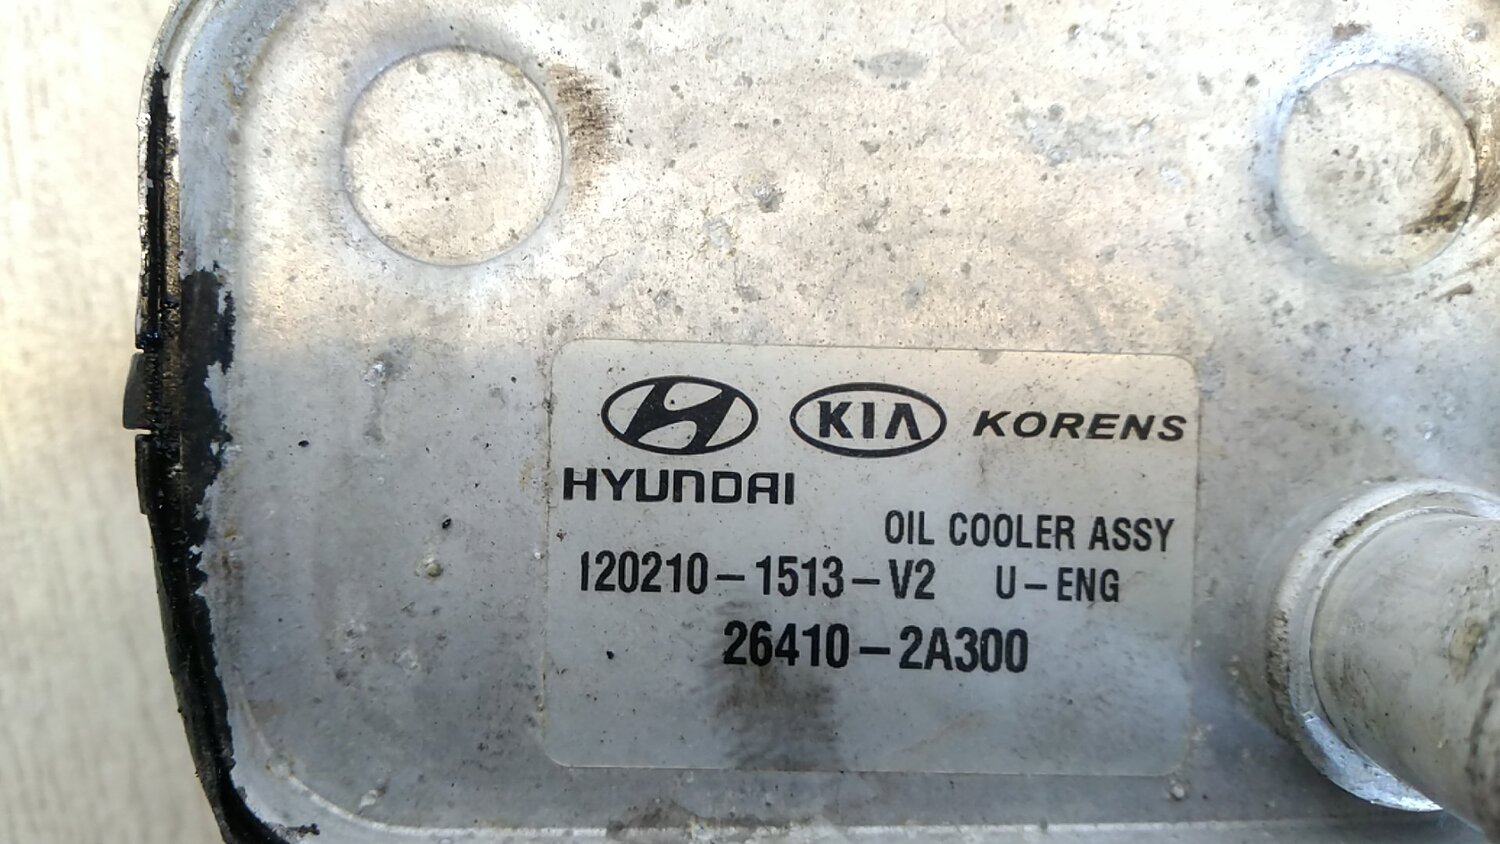 KIA KORENS
HYUNDAI
OIL COOLER ASSY
120210-1513-V2 U-ENG
26410-2A300